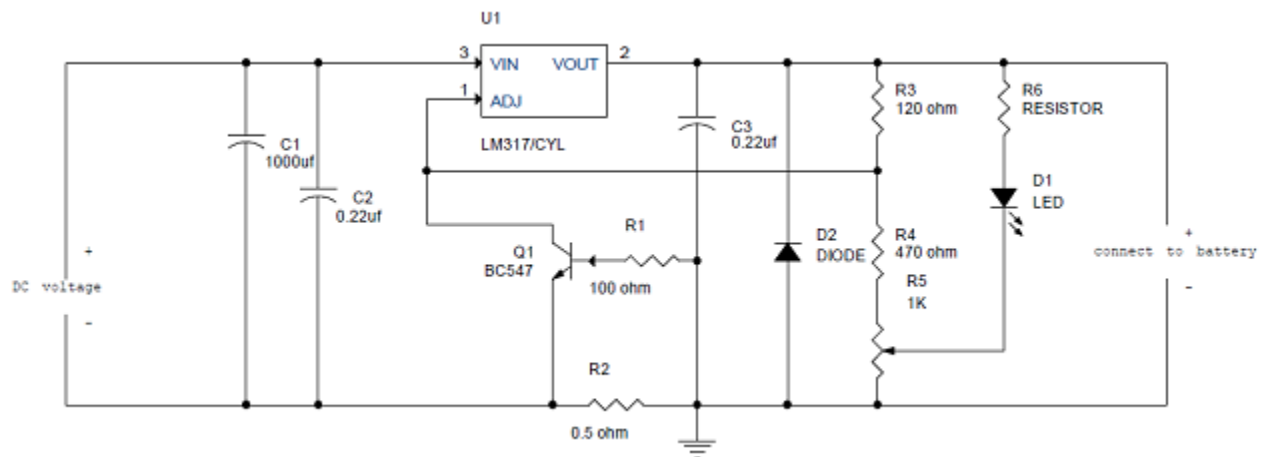 U1
3
VIN
VOUT
2
1
ADJ
LM317/CYL
C1
1000uf
C2
0.22uf
C3
0.22uf
R3
120 ohm
R6
RESISTOR
D1
LED
R1
100 ohm
Q1
BC547
D2
DIODE
R4
470 ohm
R5
1K
+
DC voltage
-
+
connect to battery
-
R2
0.5 ohm